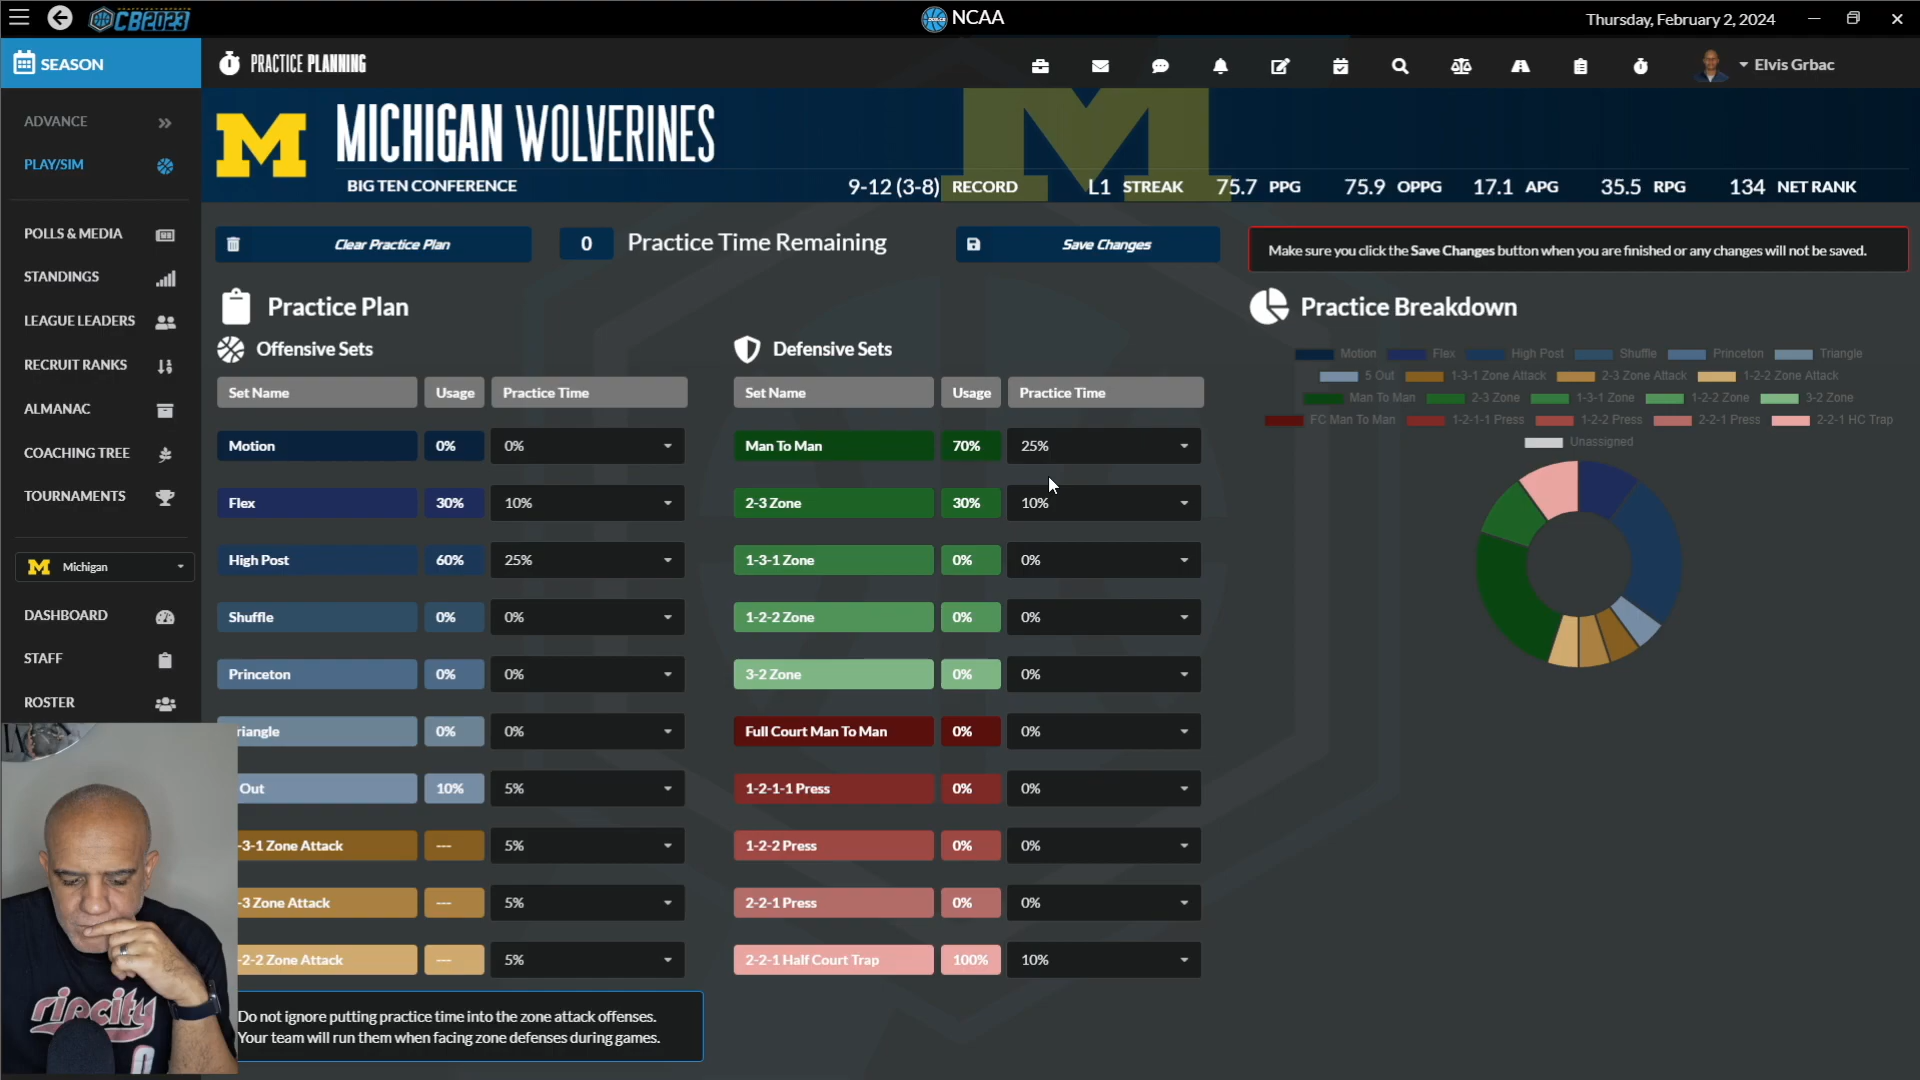 CB2023
NCAA
Thursday, February 2, 2024
SEASON
PRACTICE PLANNING
Elvis Grbac
ADVANCE
PLAY/SIM
MICHIGAN WOLVERINES
BIG TEN CONFERENCE
9-12 (3-8) RECORD
L1 STREAK
75.7 PPG
75.9 OPPG
17.1 APG
35.5 RPG
134 NET RANK
POLLS & MEDIA
STANDINGS
LEAGUE LEADERS
RECRUIT RANKS
ALMANAC
COACHING TREE
TOURNAMENTS
Michigan
DASHBOARD
STAFF
ROSTER
Clear Practice Plan
0 Practice Time Remaining
Save Changes
Make sure you click the Save Changes button when you are finished or any changes will not be saved.
Practice Plan
Offensive Sets
Set Name Usage Practice Time
Motion 0% 0%
Flex 30% 10%
High Post 60% 25%
Shuffle 0% 0%
Princeton 0% 0%
riangle 0% 0%
Out 10% 5%
-3-1 Zone Attack --- 5%
-3 Zone Attack --- 5%
-2-2 Zone Attack --- 5%
Do not ignore putting practice time into the zone attack offenses.
Your team will run them when facing zone defenses during games.
Defensive Sets
Set Name Usage Practice Time
Man To Man 70% 25%
2-3 Zone 30% 10%
1-3-1 Zone 0% 0%
1-2-2 Zone 0% 0%
3-2 Zone 0% 0%
Full Court Man To Man 0% 0%
1-2-1-1 Press 0% 0%
1-2-2 Press 0% 0%
2-2-1 Press 0% 0%
2-2-1 Half Court Trap 100% 10%
Practice Breakdown
Motion Flex High Post Shuffle Princeton Triangle
5 Out 1-3-1 Zone Attack 2-3 Zone Attack 1-2-2 Zone Attack
Man To Man 2-3 Zone 1-3-1 Zone 1-2-2 Zone 3-2 Zone
FC Man To Man 1-2-1-1 Press 1-2-2 Press 2-2-1 Press 2-2-1 HC Trap
Unassigned
ripcity